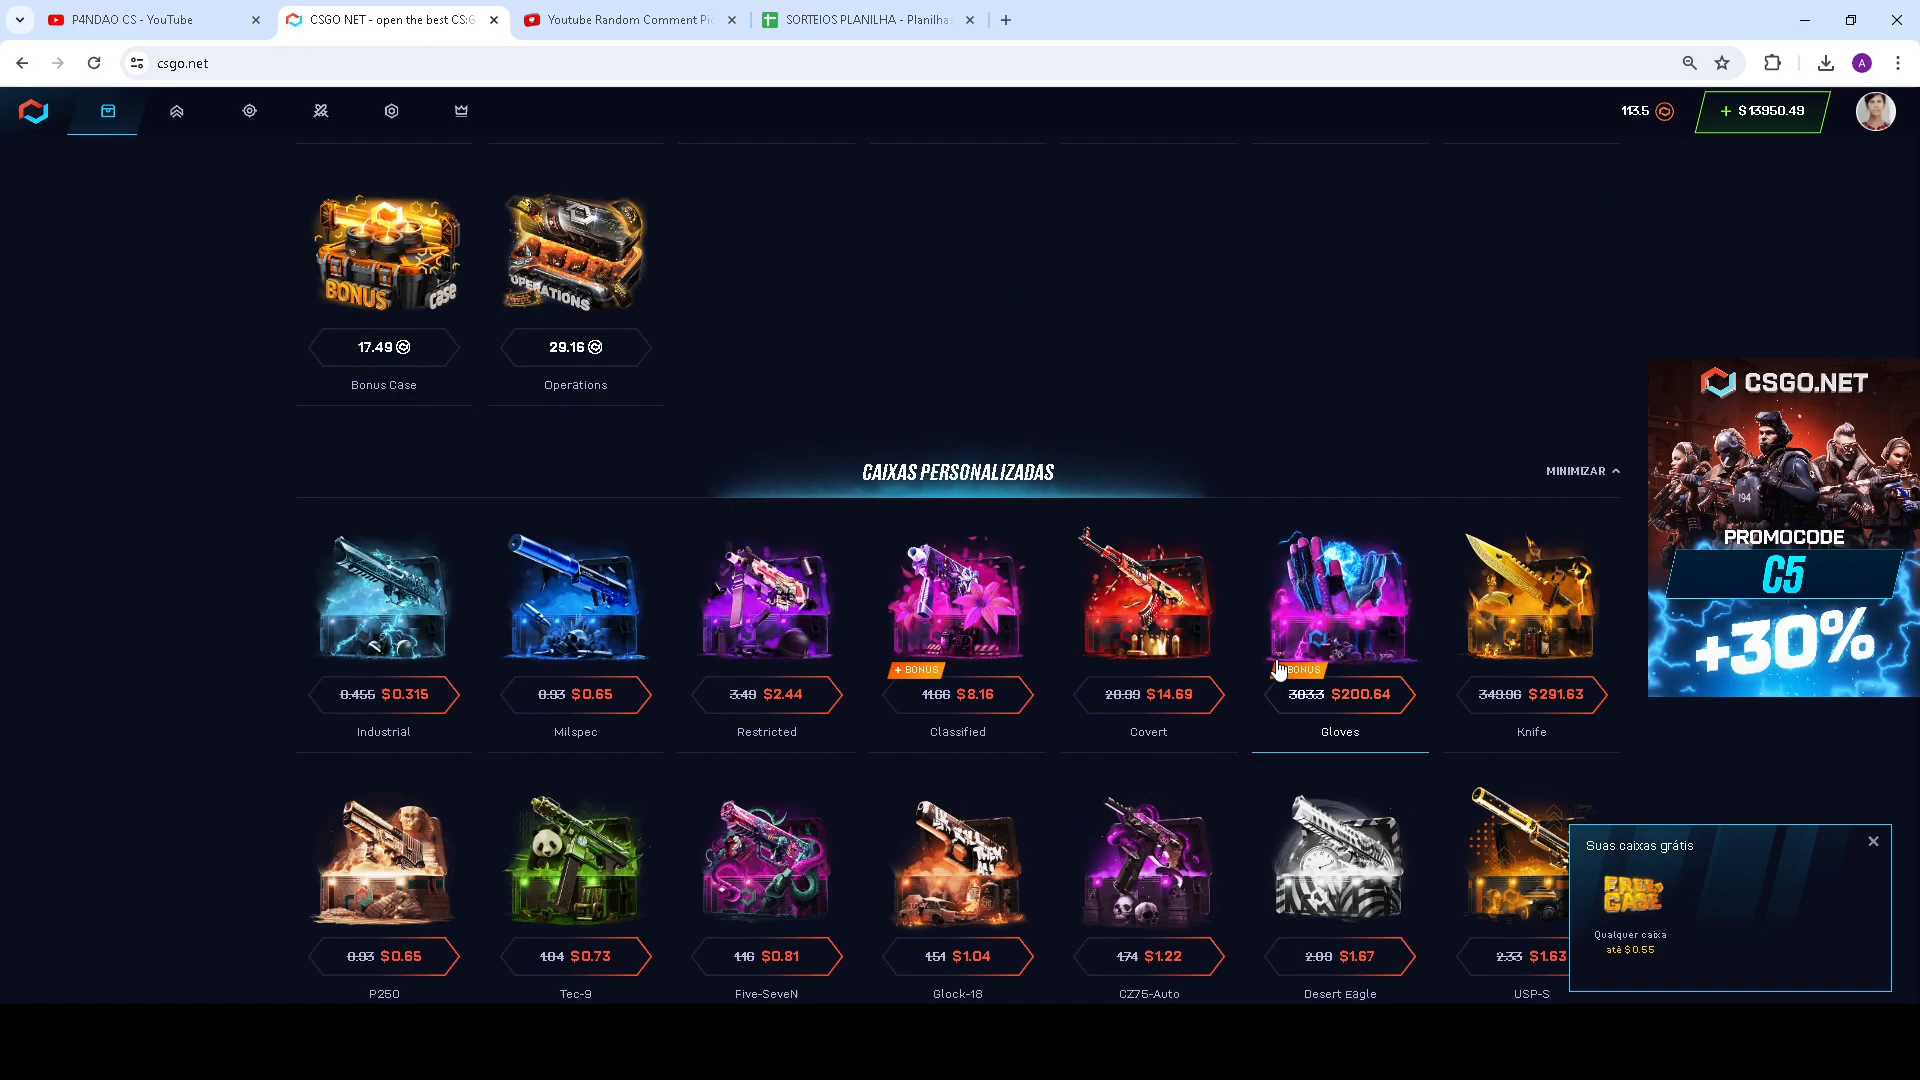 P4NDAO CS - YouTube
CSGO NET - open the best CS:G
Youtube Random Comment Pic
SORTEIOS PLANILHA - Planilhas
csgo.net
A
113.5
+ $ 13950.49
BONUS case
OPERATIONS
17.49
29.16
Bonus Case
Operations
CAIXAS PERSONALIZADAS
MINIMIZAR
+ BONUS
BONUS
0.455 $0.315
0.93 $0.65
3.49 $2.44
11.66 $8.16
20.99 $14.69
303.3 $200.64
349.96 $291.63
Industrial
Milspec
Restricted
Classified
Covert
Gloves
Knife
0.93 $0.65
1.04 $0.73
1.16 $0.81
1.51 $1.04
1.74 $1.22
2.09 $1.67
2.33 $1.63
P250
Tec-9
Five-SeveN
Glock-18
CZ75-Auto
Desert Eagle
USP-S
CSGO.NET
194
PROMOCODE
C5
+30%
Suas caixas grátis
FREE CASE
Qualquer caixa
até $0.55